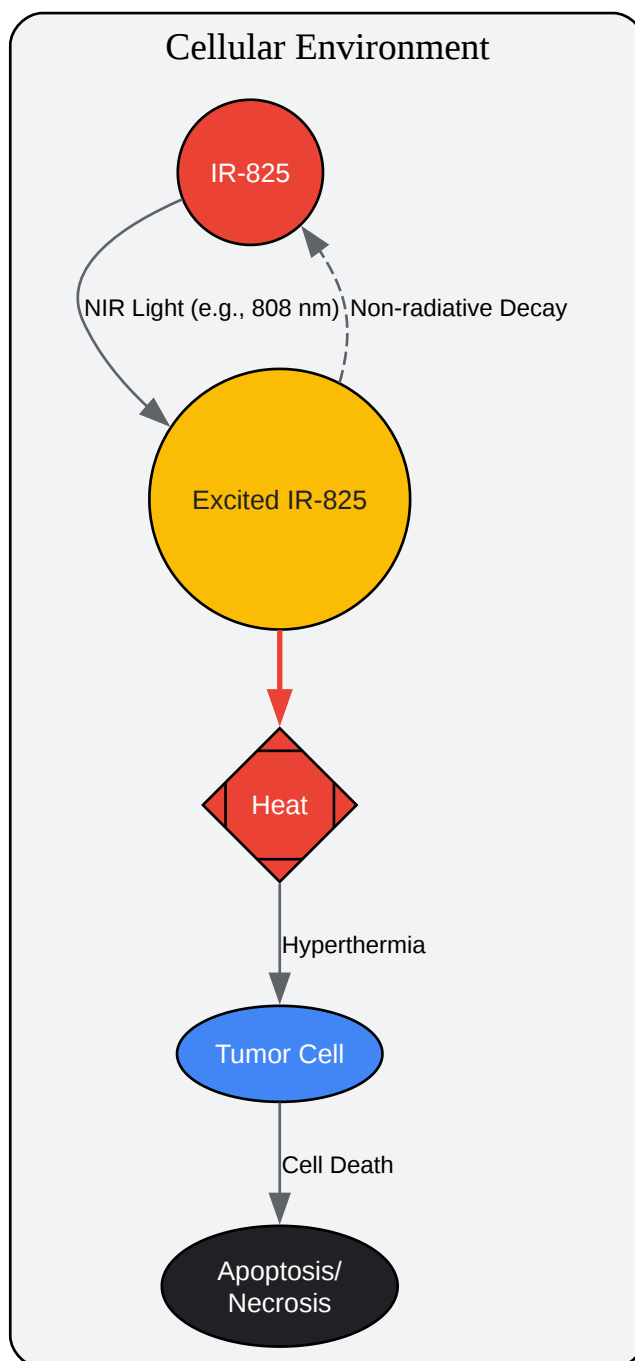 Cellular Environment
IR-825
NIR Light (e.g., 808 nm)
Non-radiative Decay
Excited IR-825
Heat
Hyperthermia
Tumor Cell
Cell Death
Apoptosis/
Necrosis